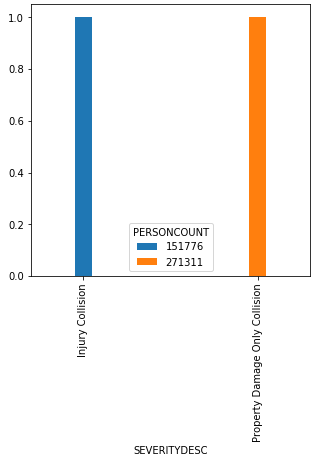 1.0
0.8
0.6
0.4
0.2
0.0
PERSONCOUNT
151776
271311
Injury Collision
Property Damage Only Collision
SEVERITYDESC